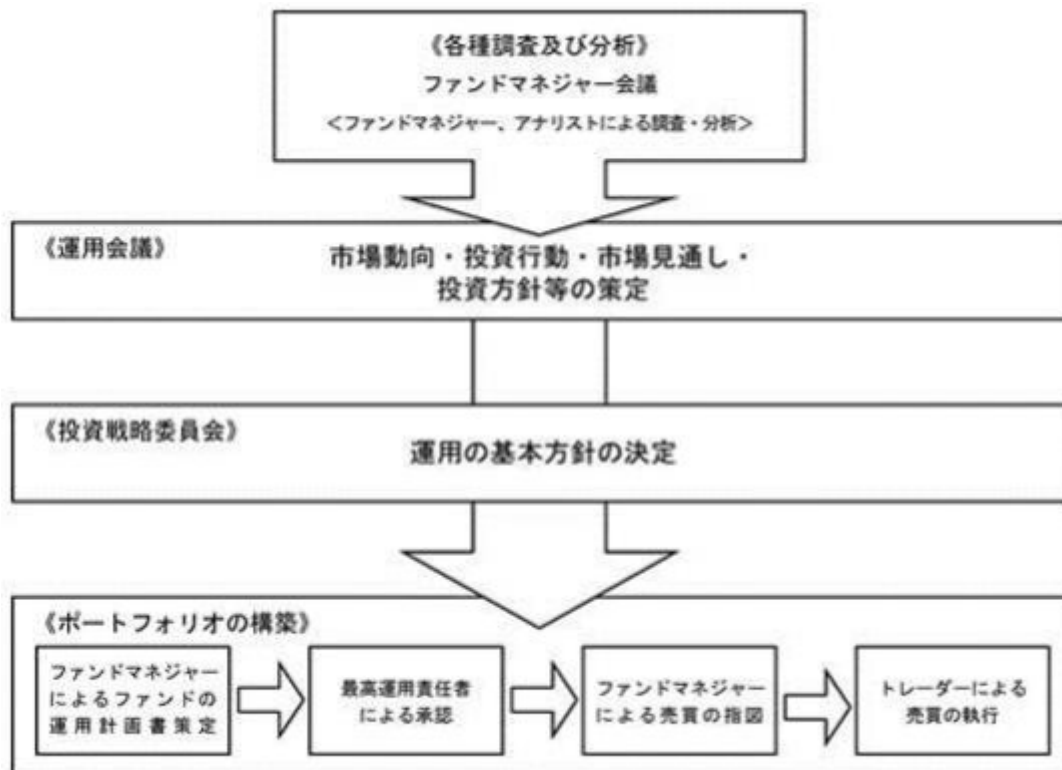 《各種調査及び分析》
ファンドマネジャー会議
＜ファンドマネジャー、アナリストによる調査・分析＞
《運用会議》
市場動向・投資行動・市場見通し・
投資方針等の策定
《投資戦略委員会》
運用の基本方針の決定
《ポートフォリオの構築》
ファンドマネジャー
によるファンドの
運用計画書策定
最高運用責任者
による承認
ファンドマネジャー
による売買の指図
トレーダーによる
売買の執行